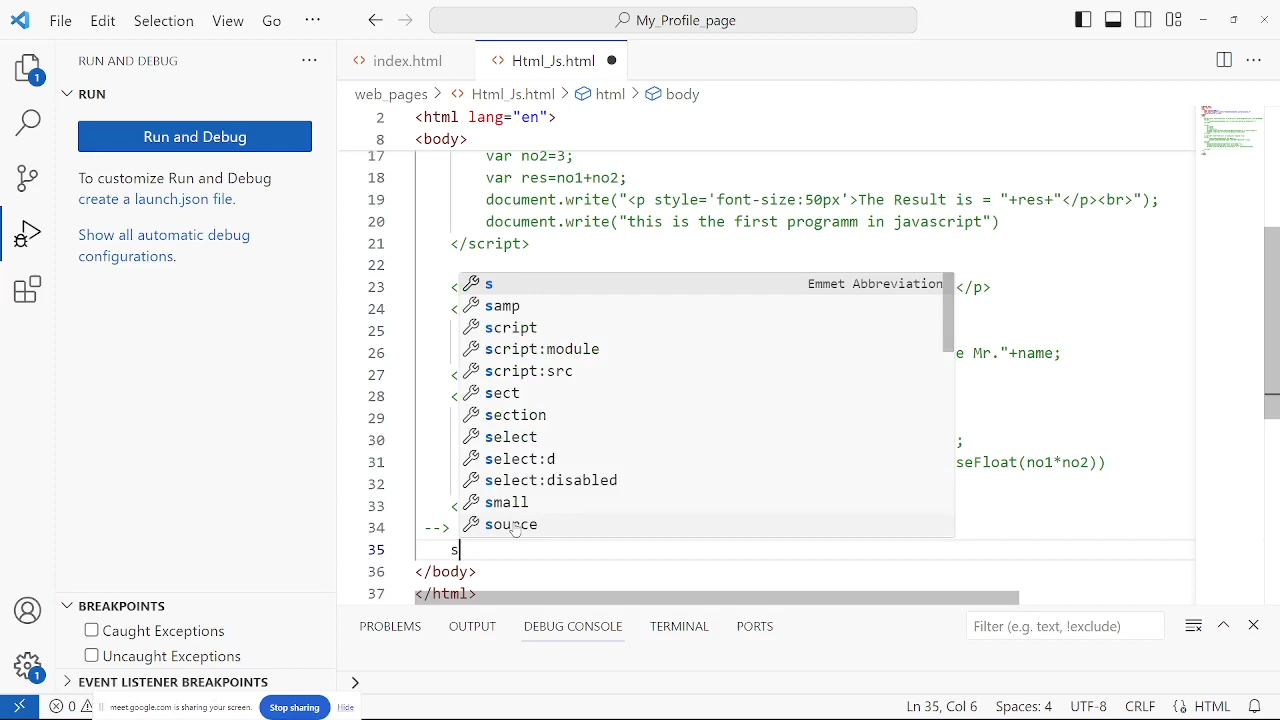 File Edit Selection View Go ··· My_Profile_page
RUN AND DEBUG ···
index.html Html_Js.html
web_pages > Html_Js.html > html > body
1
RUN
Run and Debug
To customize Run and Debug
create a launch.json file.
Show all automatic debug
configurations.
2 <html lang="en">
8 <body>
17 var no2=3;
18 var res=no1+no2;
19 document.write("<p style='font-size:50px'>The Result is = "+res+"</p><br>");
20 document.write("this is the first programm in javascript")
21 </script>
22
23 < </p>
24 <
25
26 e Mr."+name;
27 <
28 <
29
30 ;
31 seFloat(no1*no2))
32
33 <
34 -->
35 s
36 </body>
37 </html>
s Emmet Abbreviation
samp
script
script:module
script:src
sect
section
select
select:d
select:disabled
small
source
BREAKPOINTS
Caught Exceptions
Uncaught Exceptions
EVENT LISTENER BREAKPOINTS
1
PROBLEMS OUTPUT DEBUG CONSOLE TERMINAL PORTS Filter (e.g. text, !exclude)
>
0 meet.google.com is sharing your screen. Stop sharing Hide
Ln 35, Col 6 Spaces: 4 UTF-8 CRLF HTML